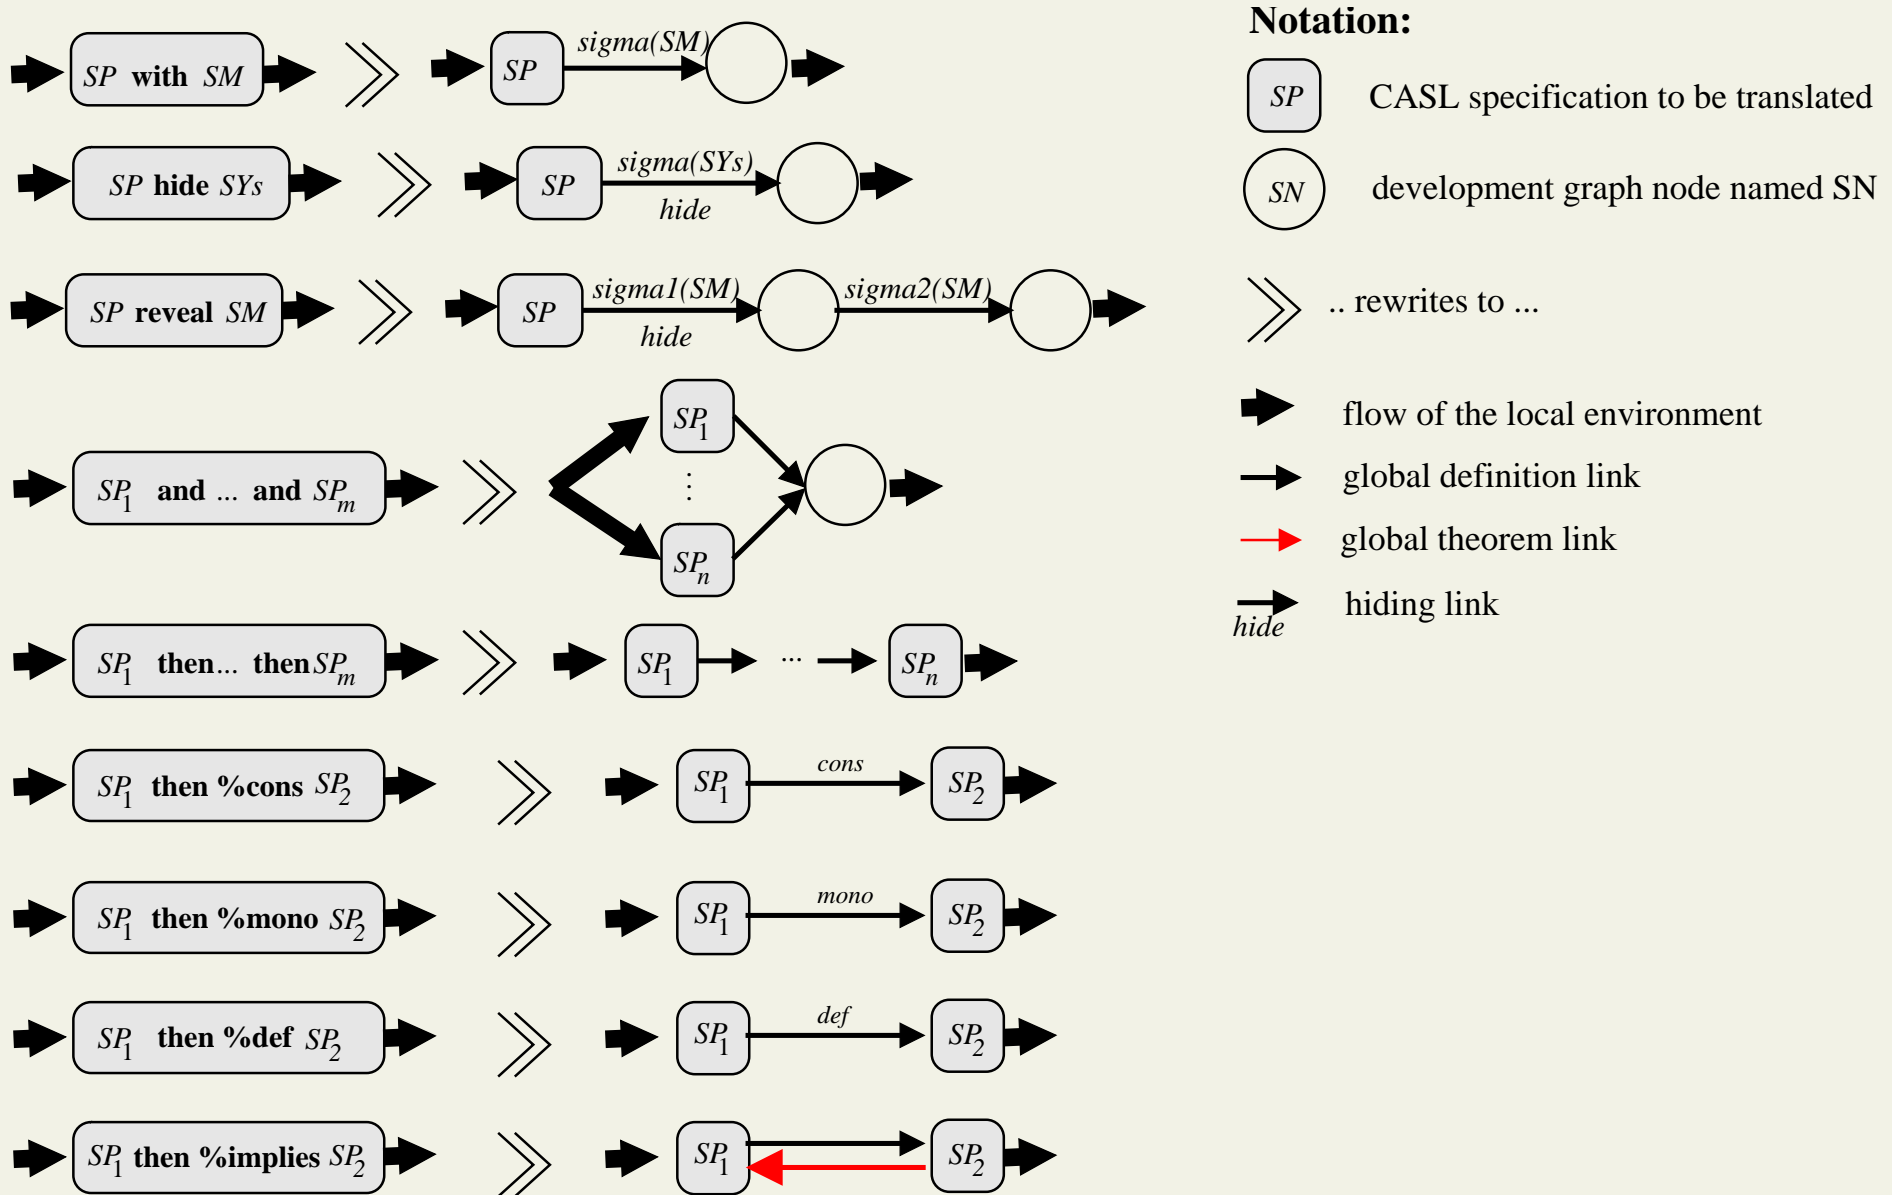 SP with SM
sigma(SM)
SP
SP hide SYs
SP
sigma(SYs)
hide
SP reveal SM
SP
sigma1(SM)
hide
sigma2(SM)
SP1 and ... and SPm
SP1
⋮
SPn
SP1 then... then SPm
SP1 ... SPn
SP1 then %cons SP2
SP1 cons SP2
SP1 then %mono SP2
SP1 mono SP2
SP1 then %def SP2
SP1 def SP2
SP1 then %implies SP2
SP1 SP2
Notation:
SP CASL specification to be translated
SN development graph node named SN
.. rewrites to ...
flow of the local environment
global definition link
global theorem link
hide hiding link